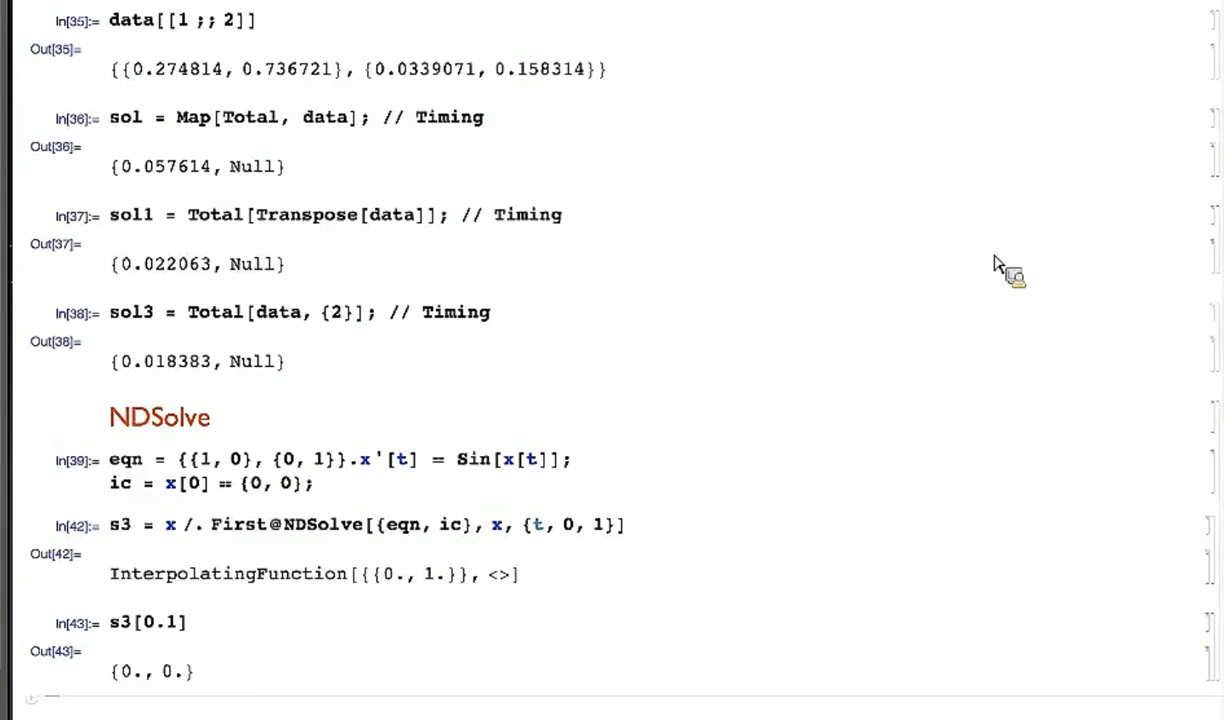 In[35]:= data[[1 ;; 2]]
Out[35]=
{{0.274814, 0.736721}, {0.0339071, 0.158314}}
In[36]:= sol = Map[Total, data]; // Timing
Out[36]=
{0.057614, Null}
In[37]:= sol1 = Total[Transpose[data]]; // Timing
Out[37]=
{0.022063, Null}
In[38]:= sol3 = Total[data, {2}]; // Timing
Out[38]=
{0.018383, Null}
NDSolve
In[39]:= eqn = {{1, 0}, {0, 1}}.x'[t] == Sin[x[t]];
ic = x[0] == {0, 0};
In[42]:= s3 = x /. First@NDSolve[{eqn, ic}, x, {t, 0, 1}]
Out[42]=
InterpolatingFunction[{{0., 1.}}, <>]
In[43]:= s3[0.1]
Out[43]=
{0., 0.}